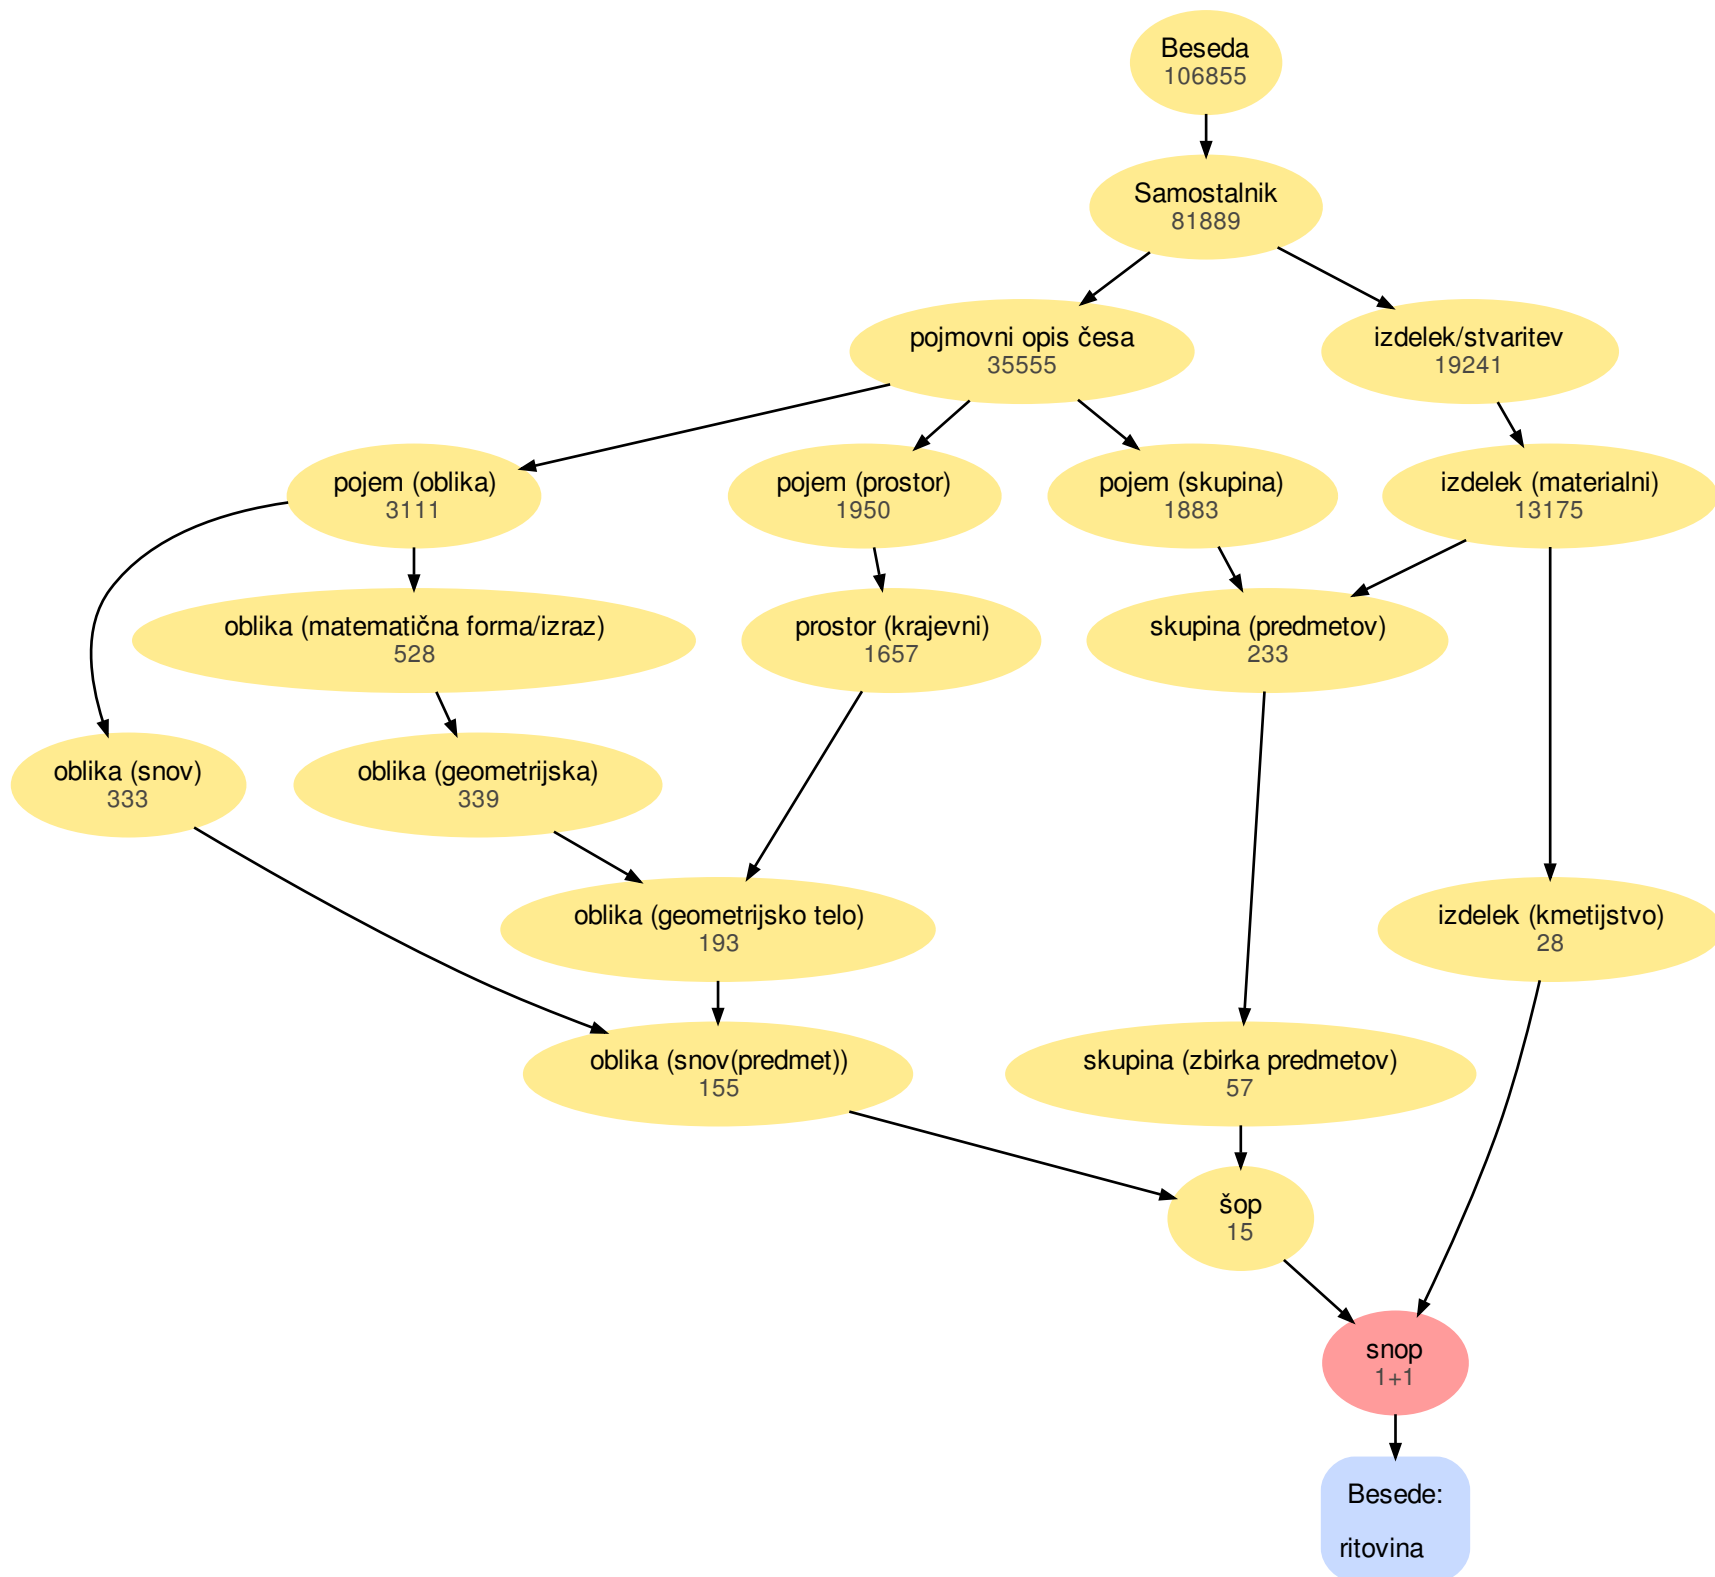 Beseda
106855
Samostalnik
81889
pojmovni opis česa
35555
izdelek/stvaritev
19241
pojem (oblika)
3111
pojem (prostor)
1950
pojem (skupina)
1883
izdelek (materialni)
13175
oblika (matematična forma/izraz)
528
prostor (krajevni)
1657
skupina (predmetov)
233
oblika (snov)
333
oblika (geometrijska)
339
oblika (geometrijsko telo)
193
izdelek (kmetijstvo)
28
oblika (snov(predmet))
155
skupina (zbirka predmetov)
57
šop
15
snop
1+1
Besede:
ritovina